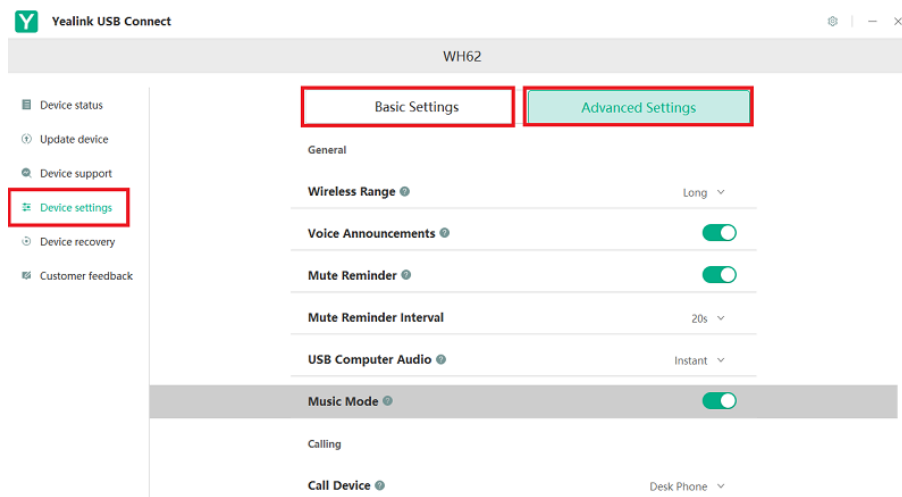 Yealink USB Connect
WH62
Device status
Update device
Device support
Device settings
Device recovery
Customer feedback
Basic Settings
Advanced Settings
General
Wireless Range
Long
Voice Announcements
Mute Reminder
Mute Reminder Interval
20s
USB Computer Audio
Instant
Music Mode
Calling
Call Device
Desk Phone